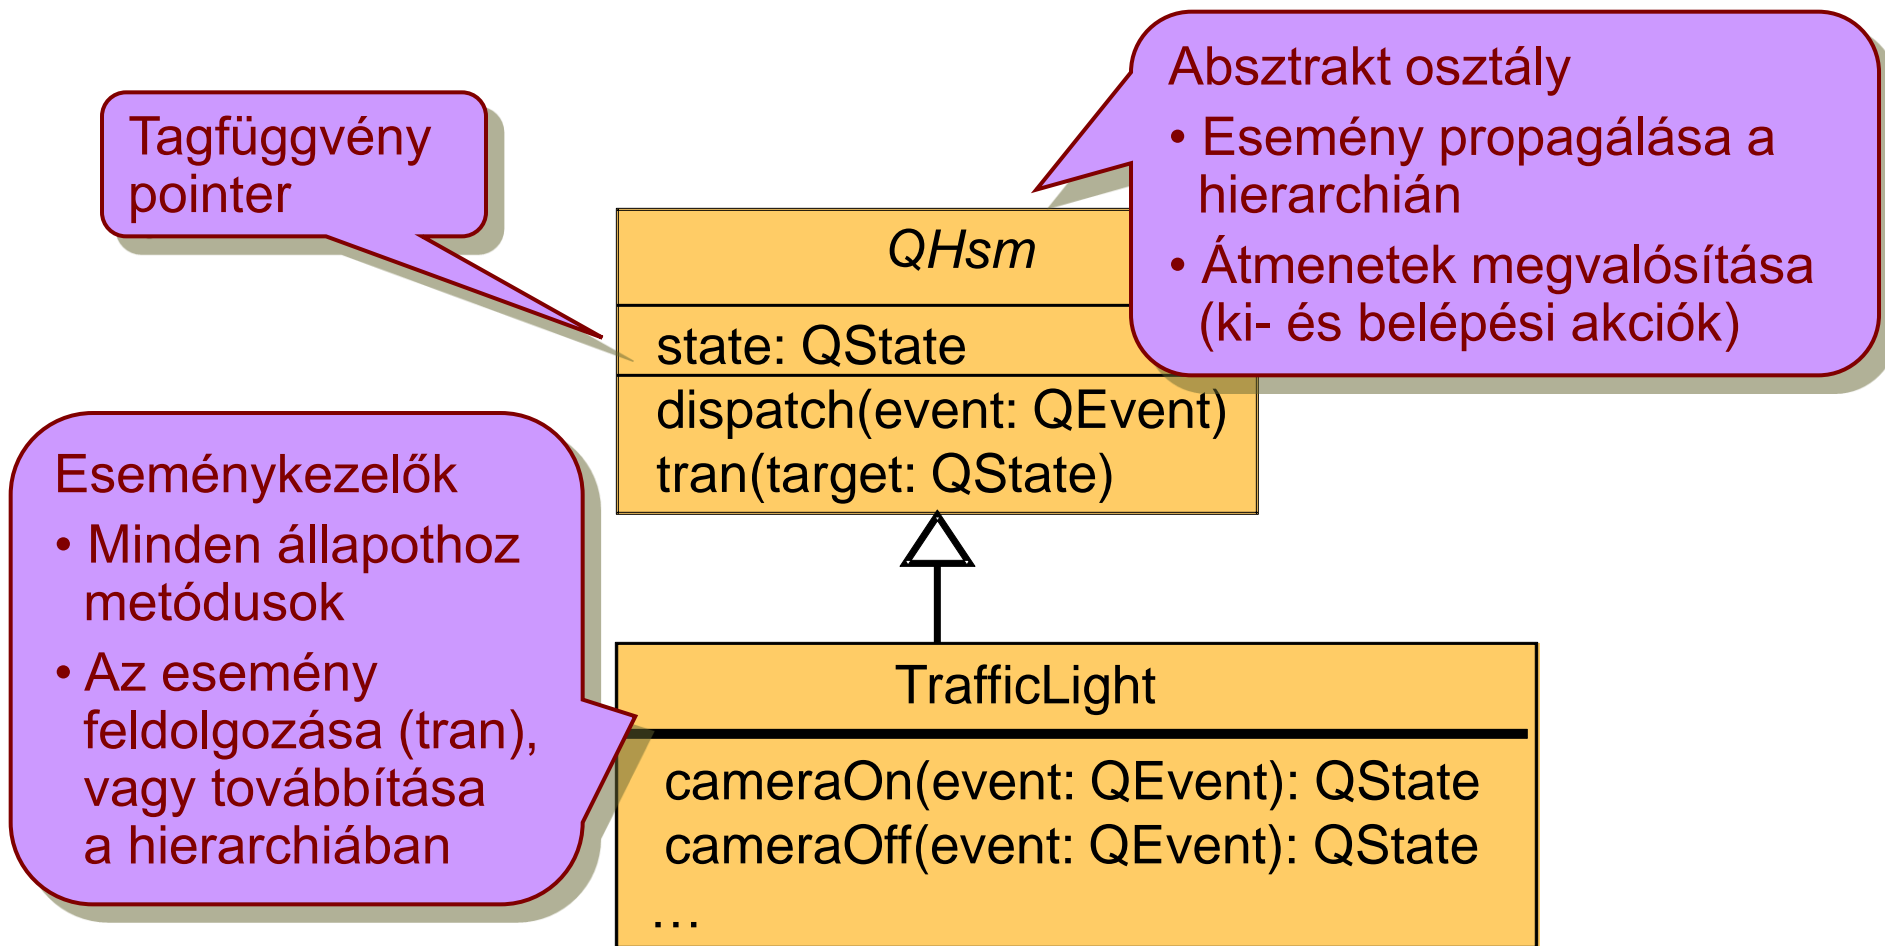 Absztrakt osztály
• Esemény propagálása a
hierarchián
• Átmenetek megvalósítása
(ki- és belépési akciók)
Tagfüggvény
pointer
QHsm
state: QState
dispatch(event: QEvent)
tran(target: QState)
Eseménykezelők
• Minden állapothoz
metódusok
• Az esemény
feldolgozása (tran),
vagy továbbítása
a hierarchiában
TrafficLight
cameraOn(event: QEvent): QState
cameraOff(event: QEvent): QState
…